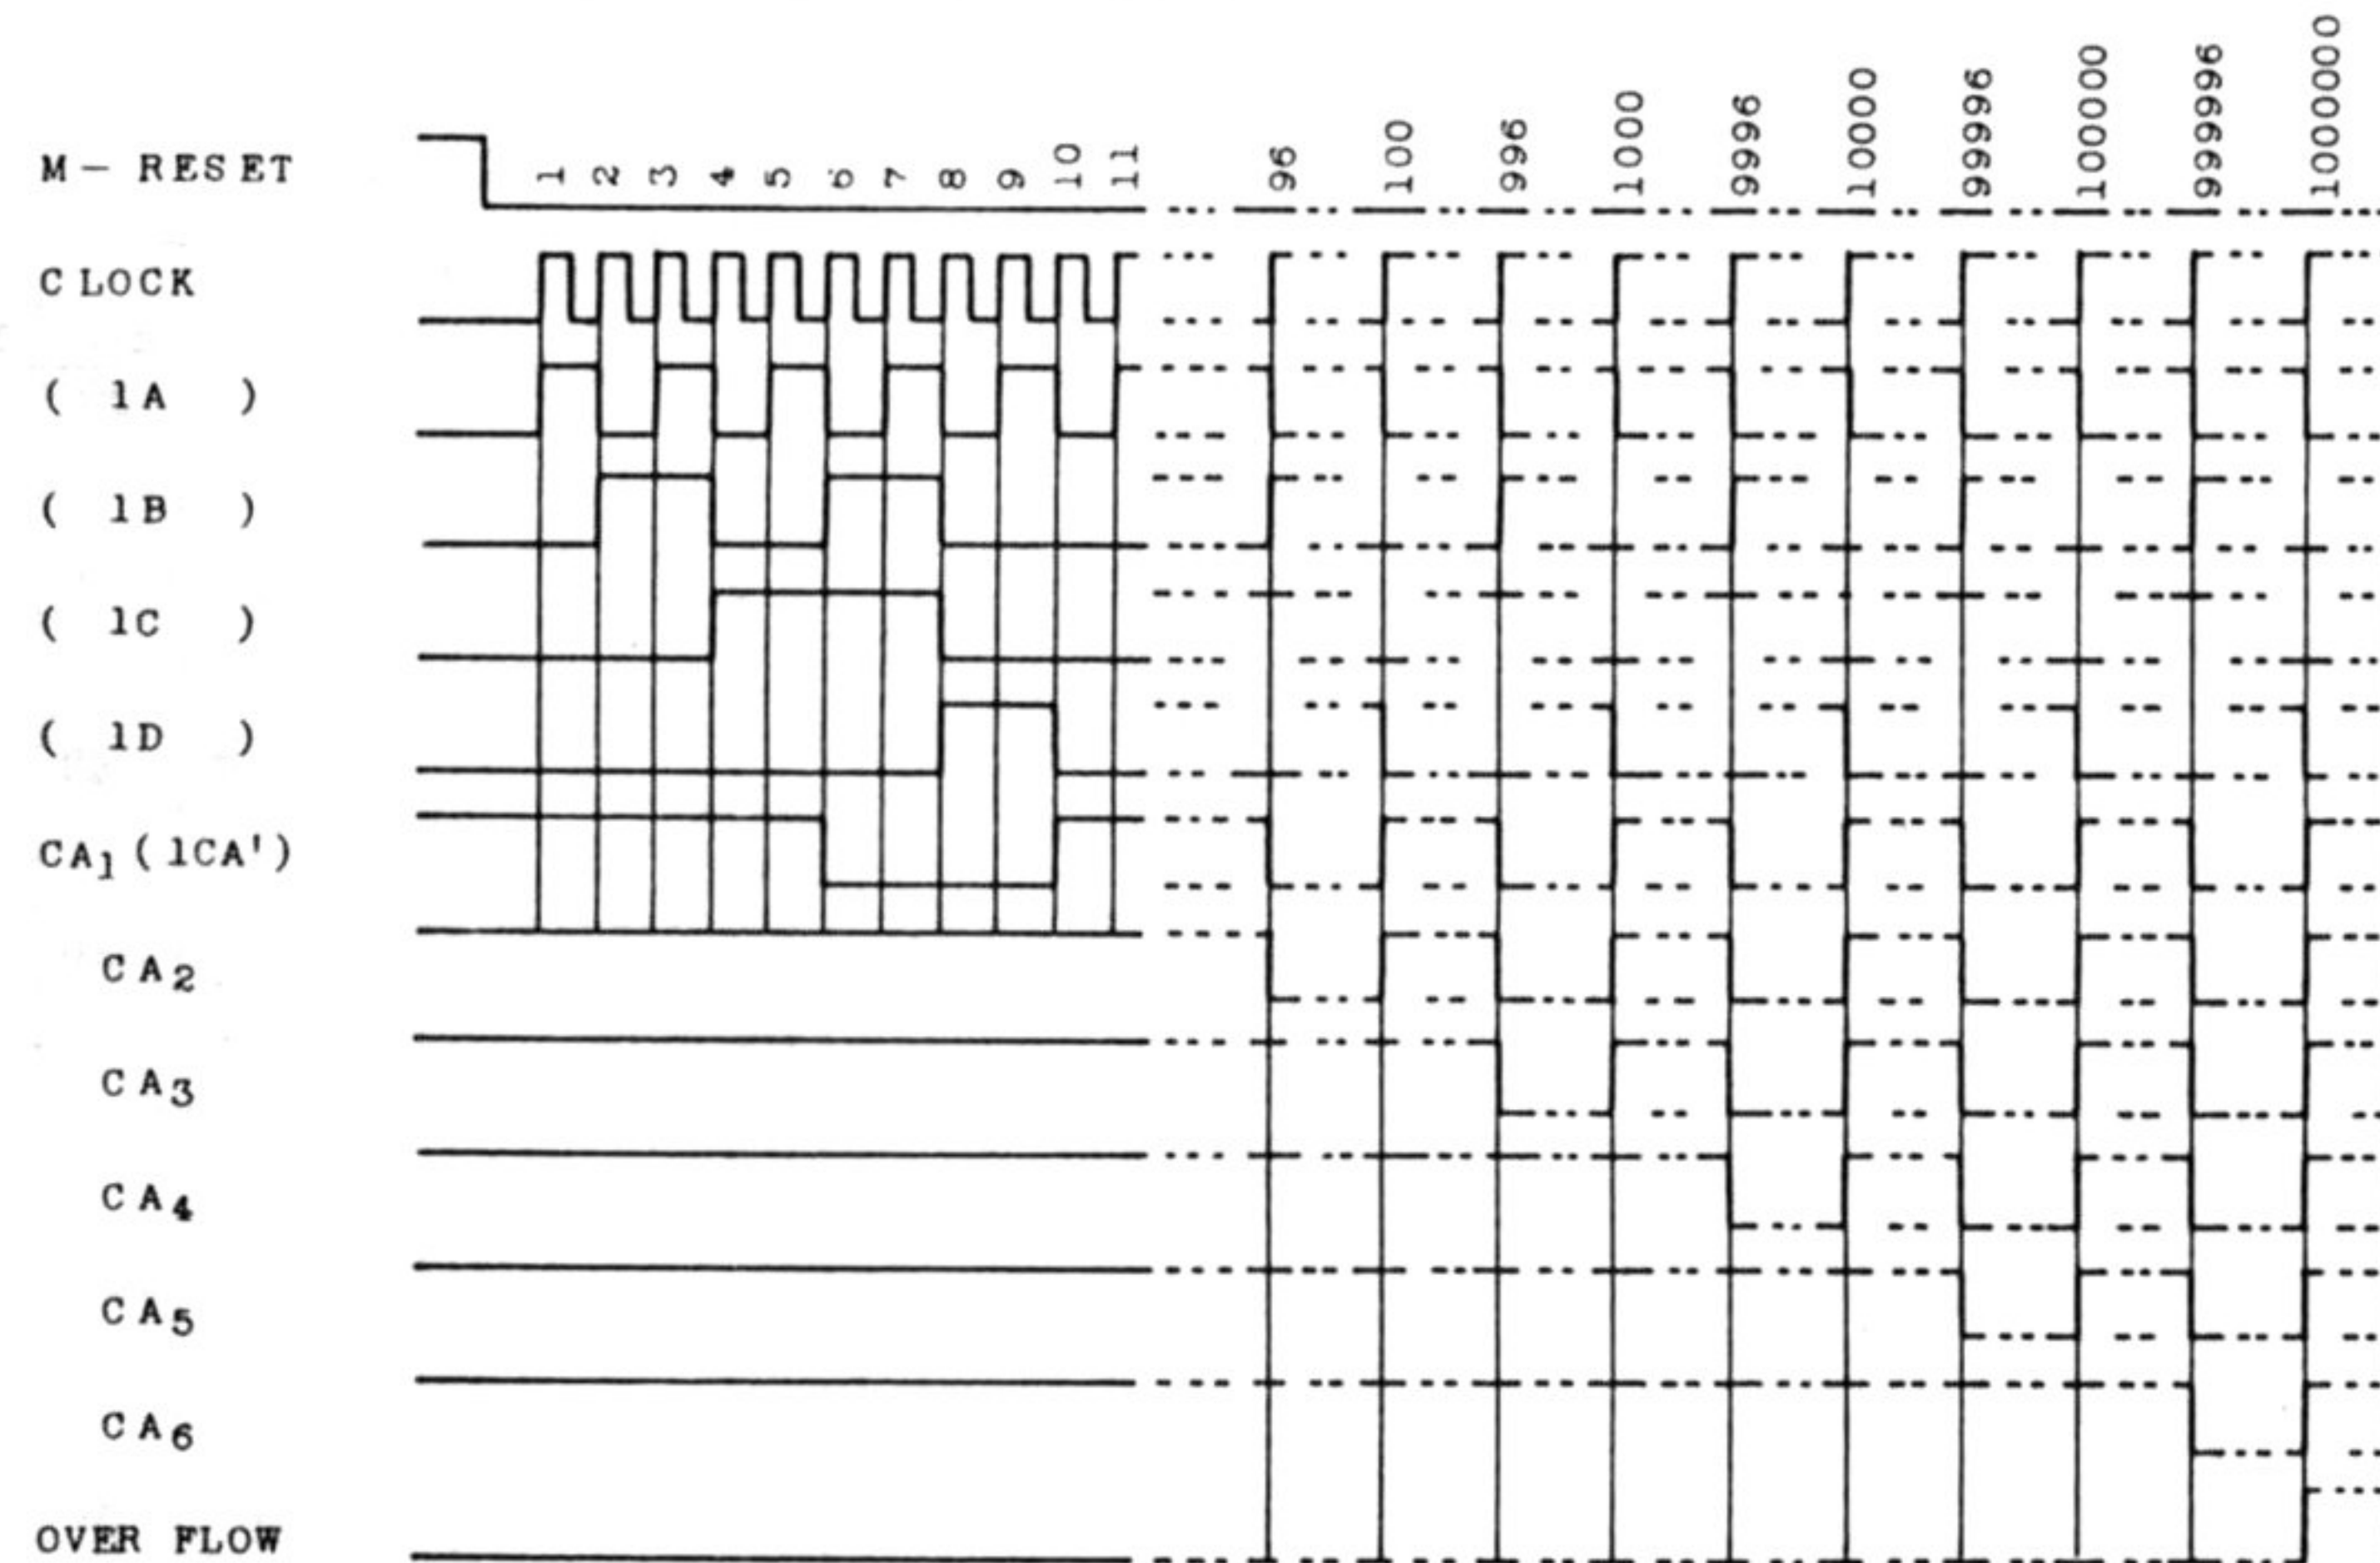 M- RESET
1 2 3 4 5 6 7 8 9 10 11 96 100 996 1000 9996 10000 99996 100000 999996 1000000
CLOCK
( 1A )
( 1B )
( 1C )
( 1D )
CA1(1CA')
CA2
CA3
CA4
CA5
CA6
OVER FLOW